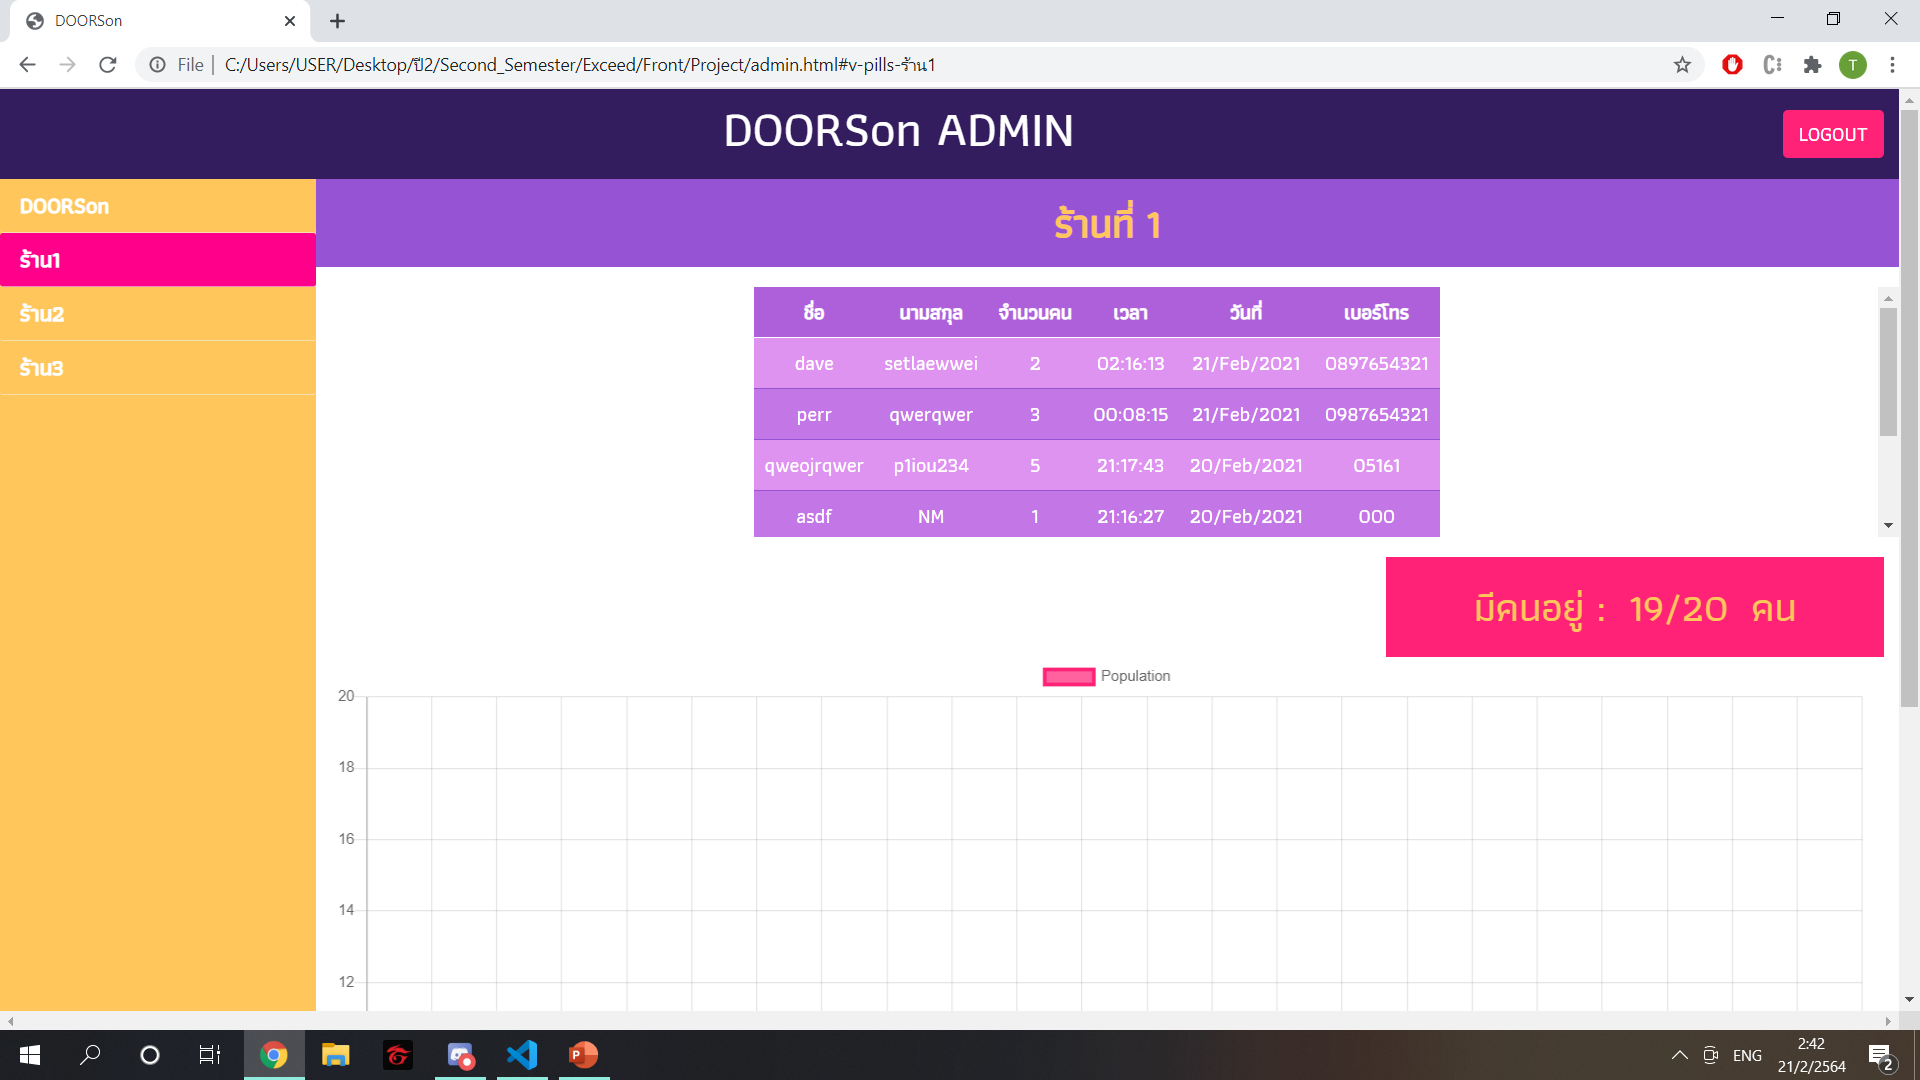 DOORSon
File
C:/Users/USER/Desktop/ปี2/Second_Semester/Exceed/Front/Project/admin.html#v-pills-ร้าน1
T
DOORSon ADMIN
LOGOUT
DOORSon
ร้าน1
ร้าน2
ร้าน3
ร้านที่ 1
ชื่อ นามสกุล จำนวนคน เวลา วันที่ เบอร์โทร
dave setlaewwei 2 02:16:13 21/Feb/2021 0897654321
perr qwerqwer 3 00:08:15 21/Feb/2021 0987654321
qweojrqwer p1iou234 5 21:17:43 20/Feb/2021 05161
asdf NM 1 21:16:27 20/Feb/2021 000
มีคนอยู่ : 19/20 คน
Population
20
18
16
14
12
ENG
2:42
21/2/2564
2